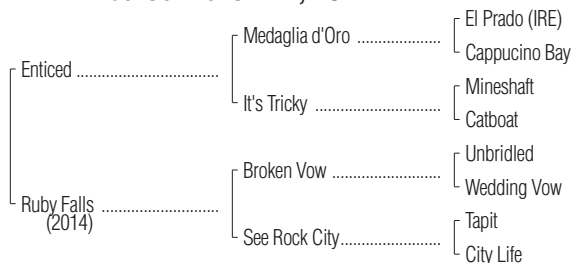 El Prado (IRE)
Medaglia d'Oro
Cappucino Bay
Enticed
Mineshaft
It's Tricky
Catboat
Unbridled
Broken Vow
Wedding Vow
Ruby Falls
(2014)
Tapit
See Rock City
City Life